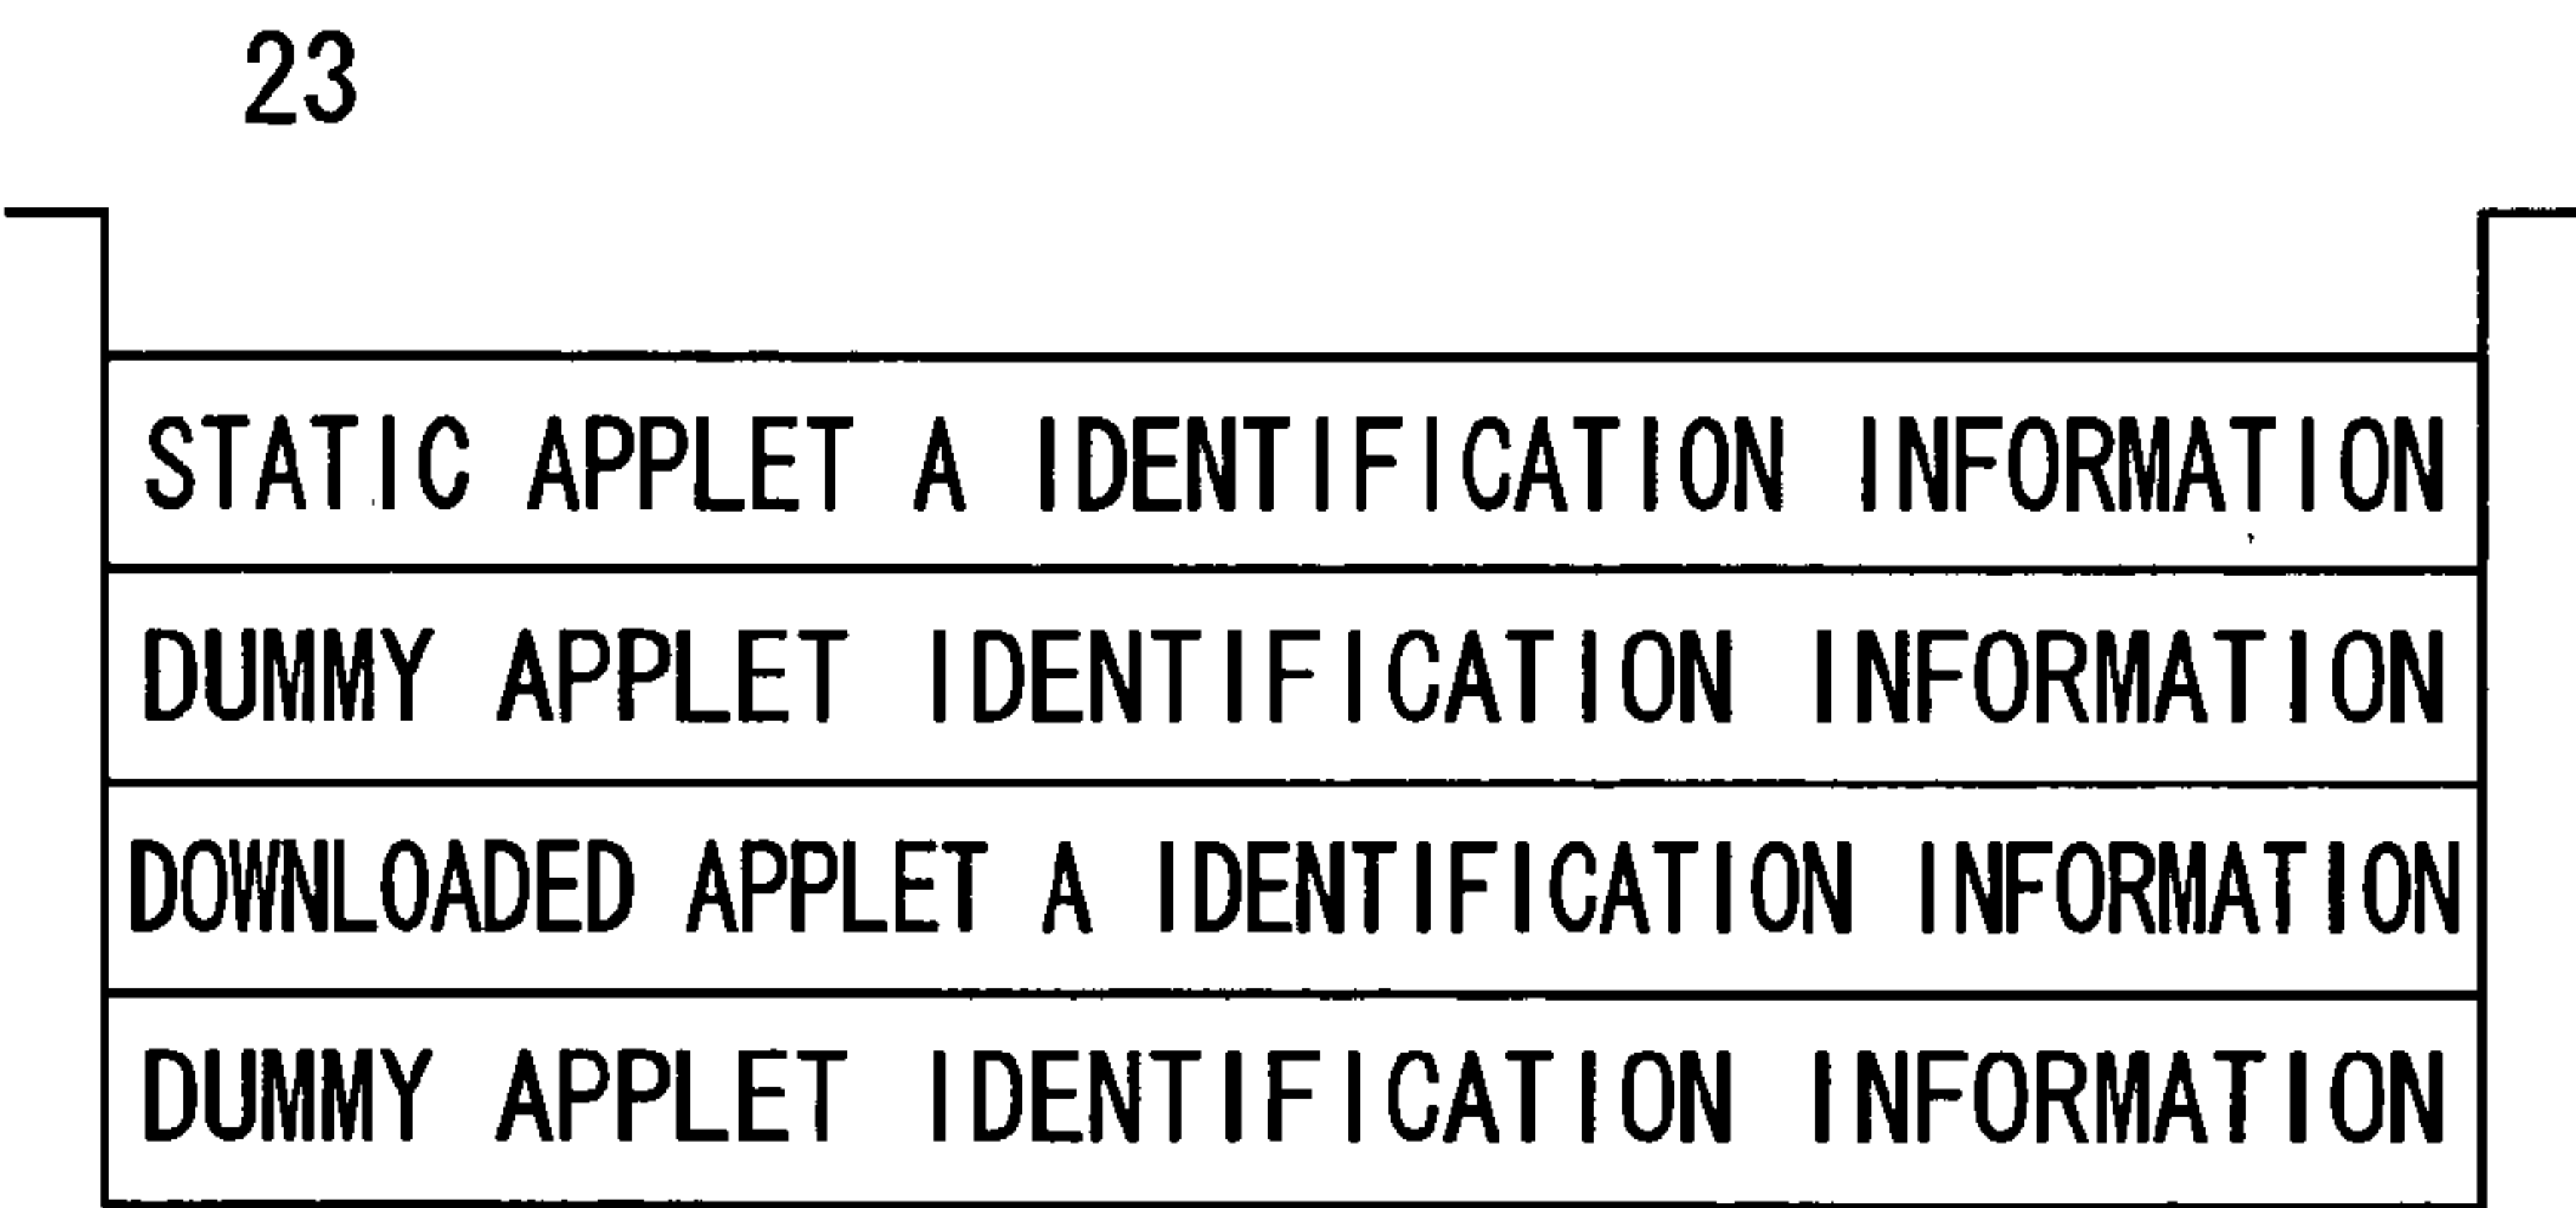 23
STATIC APPLET A IDENTIFICATION INFORMATION
DUMMY APPLET IDENTIFICATION INFORMATION
DOWNLOADED APPLET A IDENTIFICATION INFORMATION
DUMMY APPLET IDENTIFICATION INFORMATION